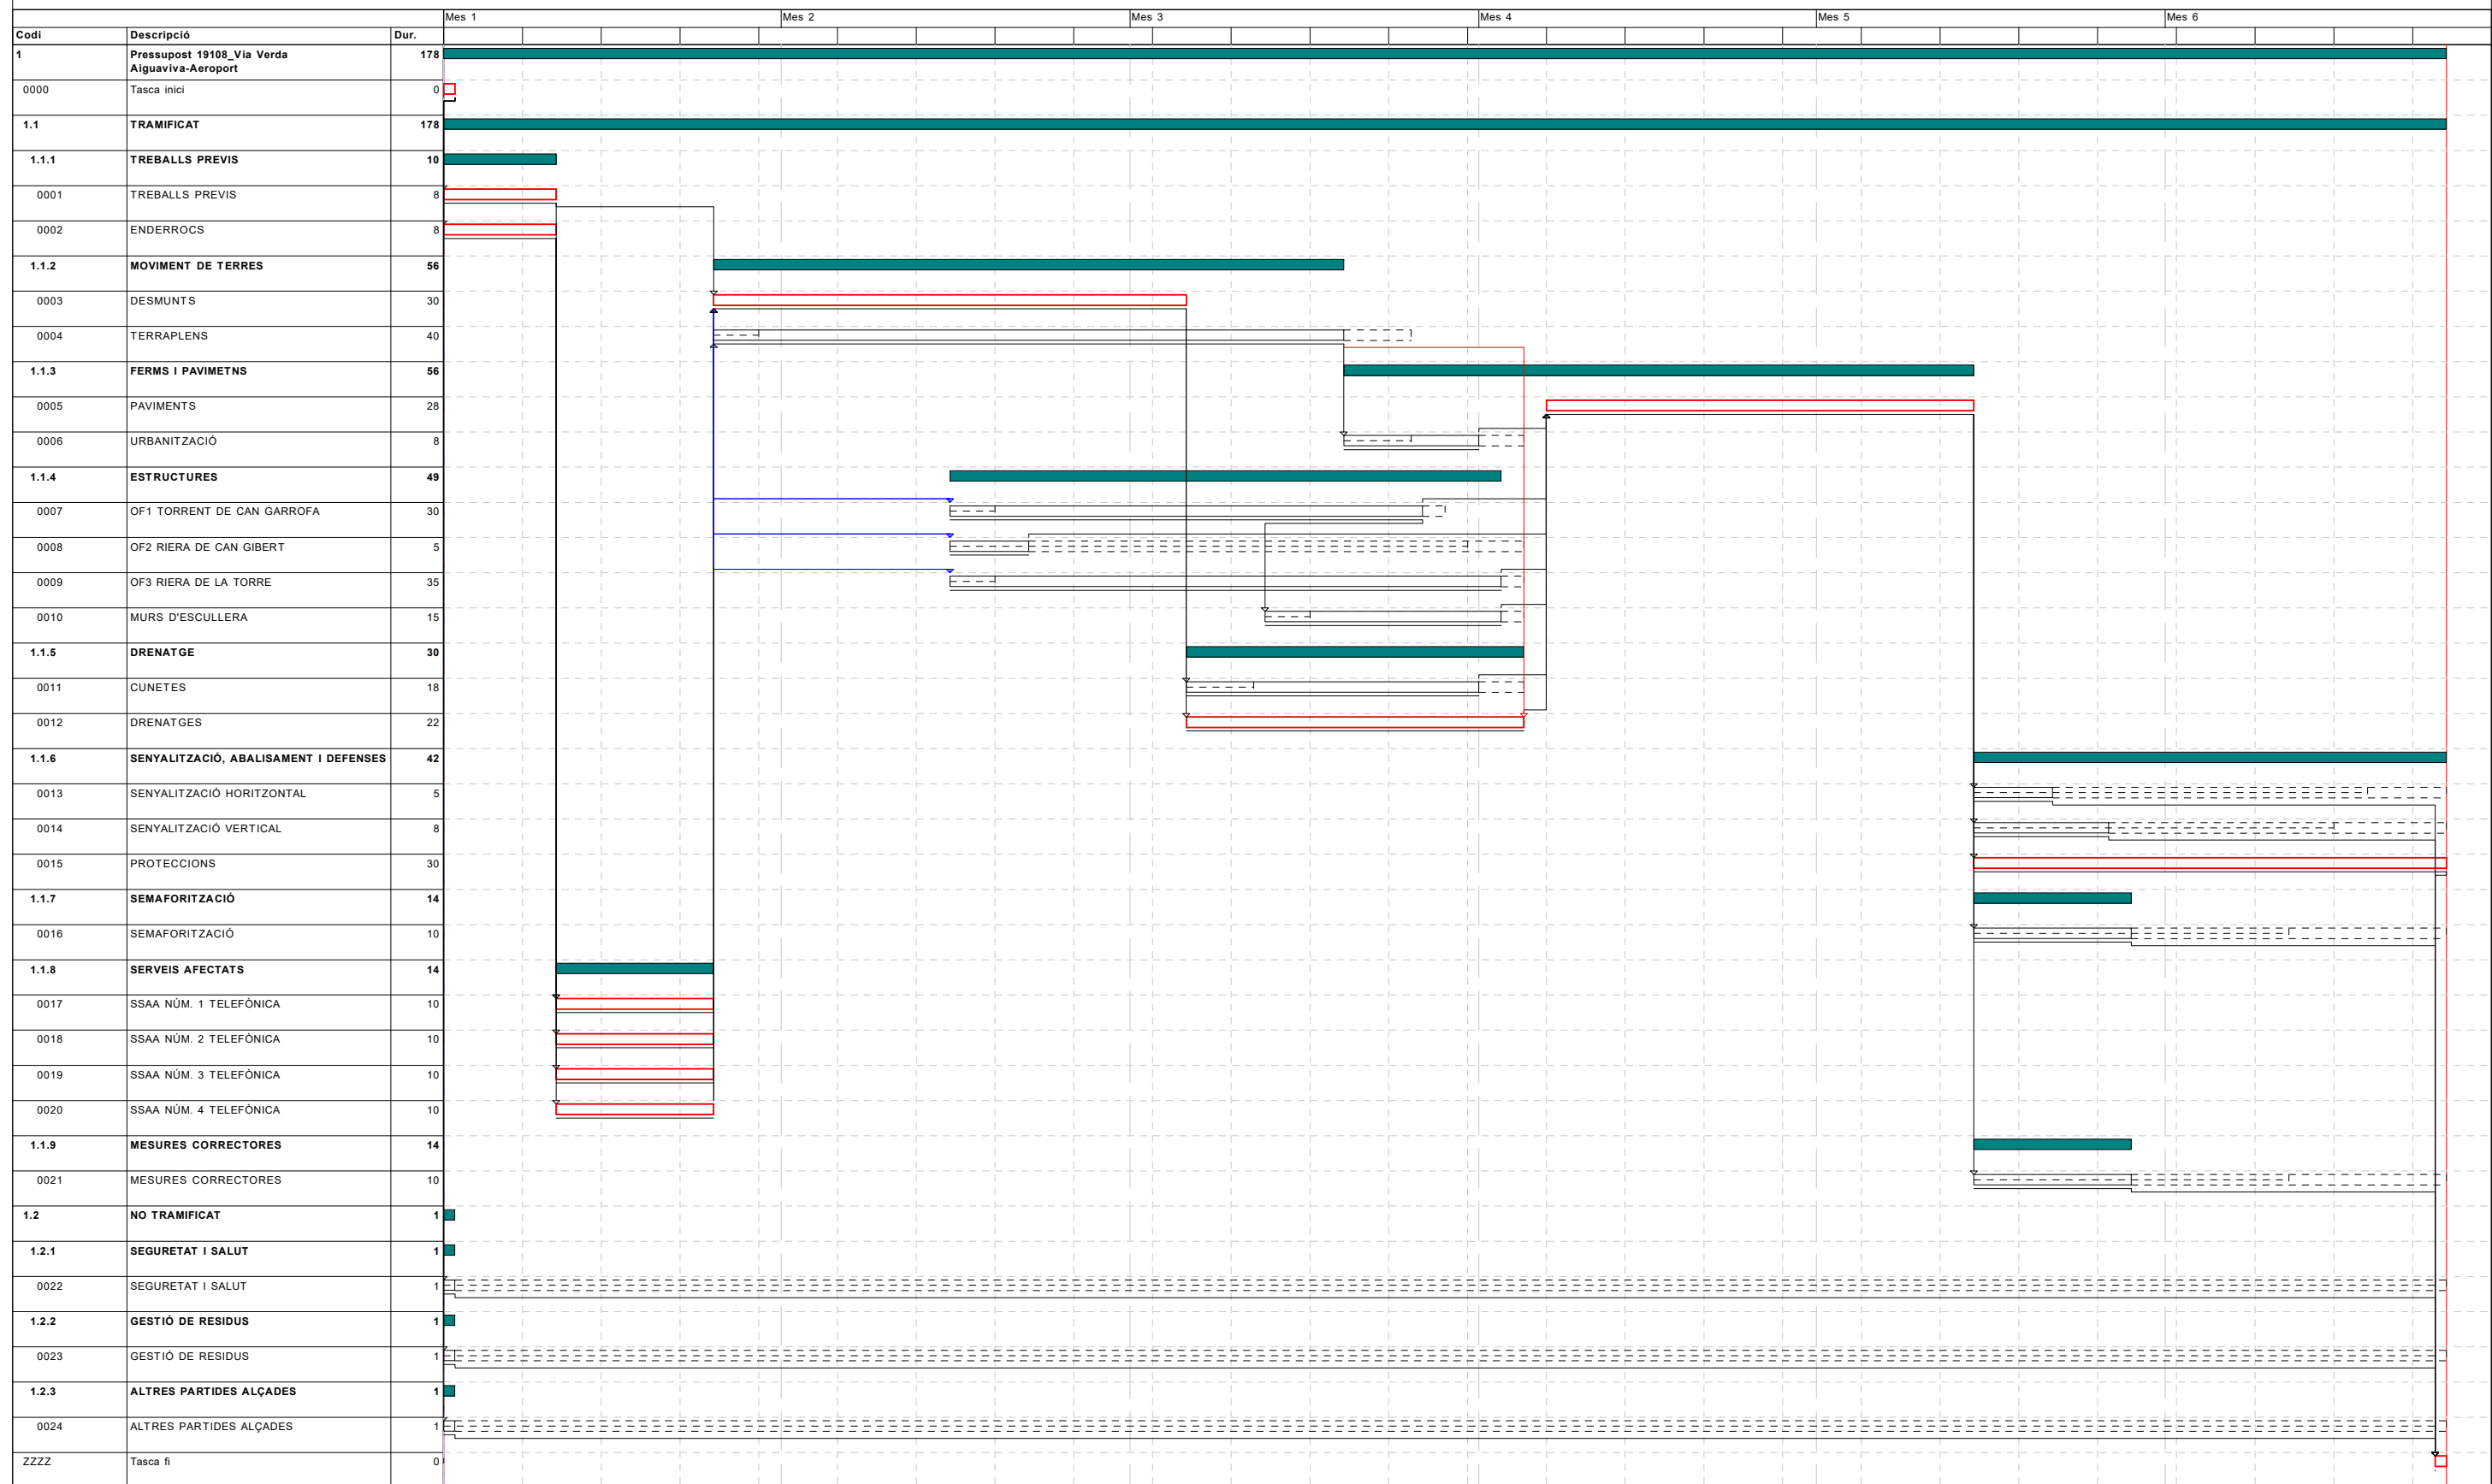 Mes 1 Mes 2 Mes 3 Mes 4 Mes 5 Mes 6
Codi Descripció Dur.
1 Pressupost 19108_Via Verda 178
Aiguaviva-Aeroport
0000 Tasca inici 0
1.1 TRAMIFICAT 178
1.1.1 TREBALLS PREVIS 10
0001 TREBALLS PREVIS 8
0002 ENDERROCS 8
1.1.2 MOVIMENT DE TERRES 56
0003 DESMUNTS 30
0004 TERRAPLENS 40
1.1.3 FERMS I PAVIMETNS 56
0005 PAVIMENTS 28
0006 URBANITZACIÓ 8
1.1.4 ESTRUCTURES 49
0007 OF1 TORRENT DE CAN GARROFA 30
0008 OF2 RIERA DE CAN GIBERT 5
0009 OF3 RIERA DE LA TORRE 35
0010 MURS D'ESCULLERA 15
1.1.5 DRENATGE 30
0011 CUNETES 18
0012 DRENATGES 22
1.1.6 SENYALITZACIÓ, ABALISAMENT I DEFENSES 42
0013 SENYALITZACIÓ HORITZONTAL 5
0014 SENYALITZACIÓ VERTICAL 8
0015 PROTECCIONS 30
1.1.7 SEMAFORITZACIÓ 14
0016 SEMAFORITZACIÓ 10
1.1.8 SERVEIS AFECTATS 14
0017 SSAA NÚM. 1 TELEFÒNICA 10
0018 SSAA NÚM. 2 TELEFÒNICA 10
0019 SSAA NÚM. 3 TELEFÒNICA 10
0020 SSAA NÚM. 4 TELEFÒNICA 10
1.1.9 MESURES CORRECTORES 14
0021 MESURES CORRECTORES 10
1.2 NO TRAMIFICAT 1
1.2.1 SEGURETAT I SALUT 1
0022 SEGURETAT I SALUT 1
1.2.2 GESTIÓ DE RESIDUS 1
0023 GESTIÓ DE RESIDUS 1
1.2.3 ALTRES PARTIDES ALÇADES 1
0024 ALTRES PARTIDES ALÇADES 1
ZZZZ Tasca fi 0